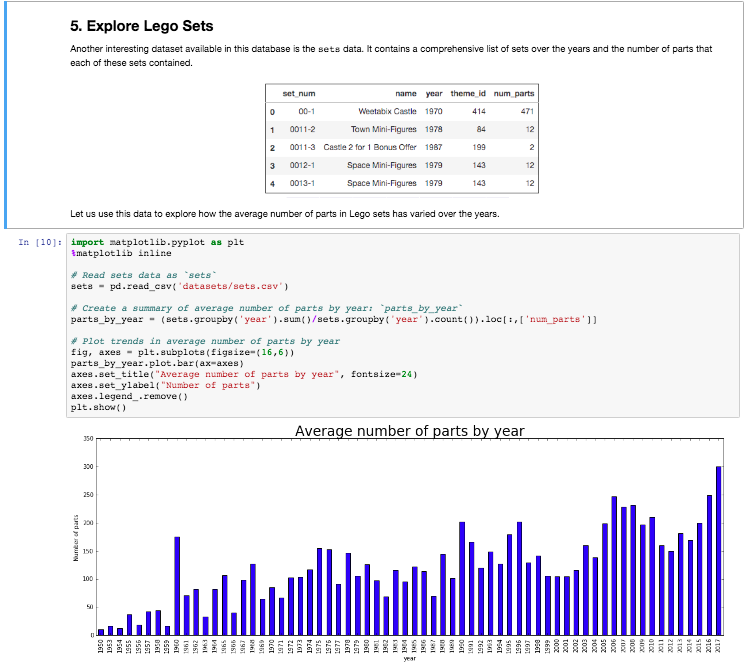 5. Explore Lego Sets
Another interesting dataset available in this database is the sets data. It contains a comprehensive list of sets over the years and the number of parts that
each of these sets contained.
set_num name year theme_id num_parts
0 00-1 Weetabix Castle 1970 414 471
1 0011-2 Town Mini-Figures 1978 84 12
2 0011-3 Castle 2 for 1 Bonus Offer 1987 199 2
3 0012-1 Space Mini-Figures 1979 143 12
4 0013-1 Space Mini-Figures 1979 143 12
Let us use this data to explore how the average number of parts in Lego sets has varied over the years.
In [10]: import matplotlib.pyplot as plt
%matplotlib inline
# Read sets data as `sets`
sets = pd.read_csv('datasets/sets.csv')
# Create a summary of average number of parts by year: `parts_by_year`
parts_by_year = (sets.groupby('year').sum()/sets.groupby('year').count()).loc[:,['num_parts']]
# Plot trends in average number of parts by year
fig, axes = plt.subplots(figsize=(16,6))
parts_by_year.plot.bar(ax=axes)
axes.set_title("Average number of parts by year", fontsize=24)
axes.set_ylabel("Number of parts")
axes.legend_.remove()
plt.show()
Average number of parts by year
350
300
250
200
150
100
50
0
Number of parts
1950 1953 1954 1955 1956 1957 1958 1959 1960 1961 1962 1963 1964 1965 1966 1967 1968 1969 1970 1971 1972 1973 1974 1975 1976 1977 1978 1979 1980 1981 1982 1983 1984 1985 1986 1987 1988 1989 1990 1991 1992 1993 1994 1995 1996 1997 1998 1999 2000 2001 2002 2003 2004 2005 2006 2007 2008 2009 2010 2011 2012 2013 2014 2015 2016 2017
year